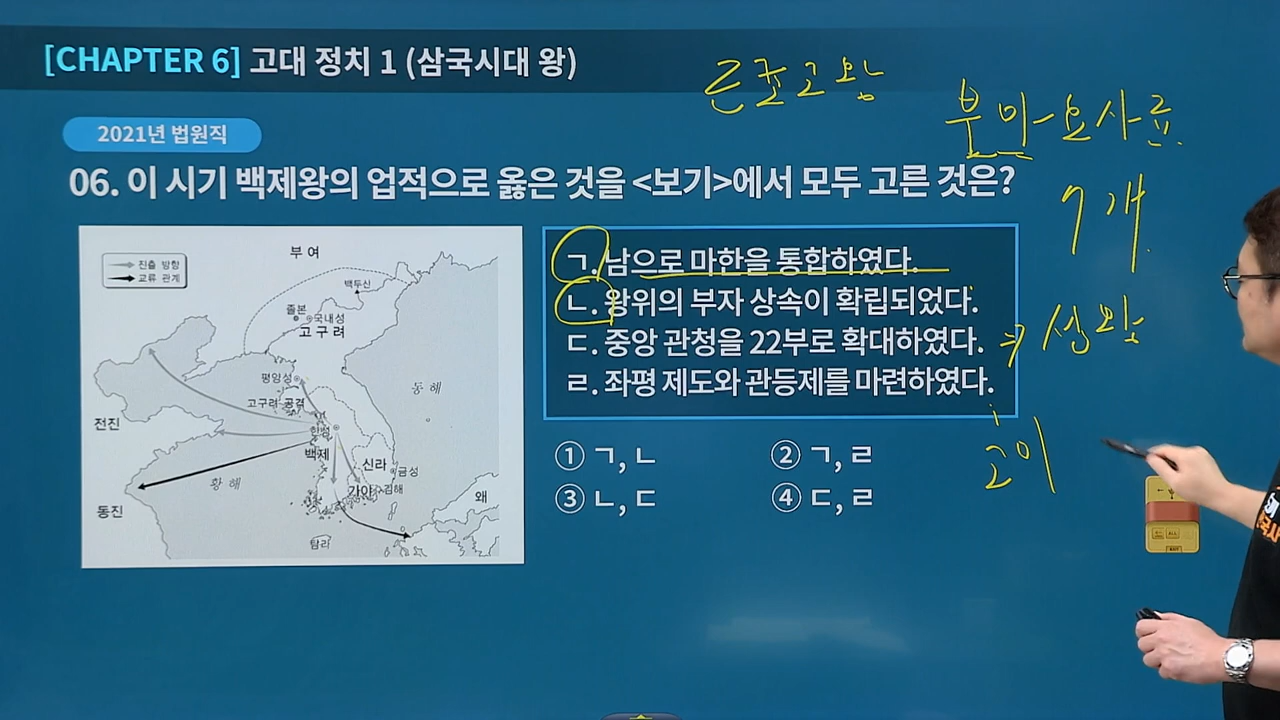 [CHAPTER 6] 고대 정치 1 (삼국시대 왕)
근초고왕
2021년 법원직
06. 이 시기 백제왕의 업적으로 옳은 것을 <보기>에서 모두 고른 것은?
7개
부여
진출 방향
교류 관계
백두산
졸본
국내성
고구려
평양성
고구려 공격
동해
전진
한성
백제
신라
금성
황해
가야
김해
왜
동진
탐라
ㄱ. 남으로 마한을 통합하였다.
ㄴ. 왕위의 부자 상속이 확립되었다.
ㄷ. 중앙 관청을 22부로 확대하였다. ⇒ 성왕
ㄹ. 좌평 제도와 관등제를 마련하였다.
고이
① ㄱ, ㄴ
② ㄱ, ㄹ
③ ㄴ, ㄷ
④ ㄷ, ㄹ